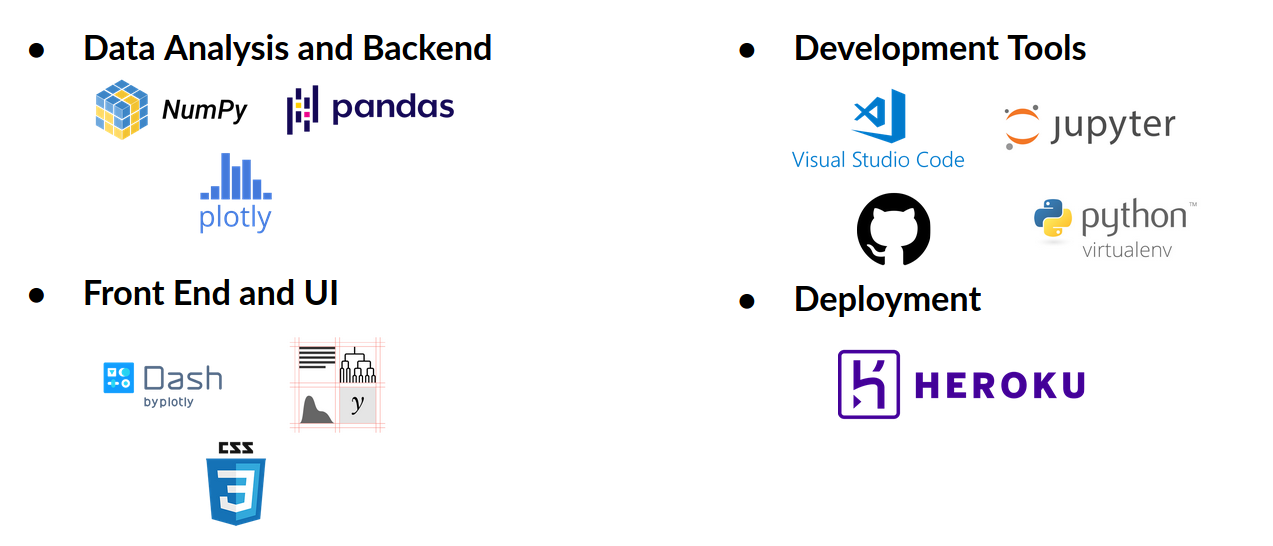 ● Data Analysis and Backend
NumPy
pandas
plotly
● Front End and UI
Dash
by plotly
y
CSS
3
● Development Tools
Visual Studio Code
jupyter
python™
virtualenv
● Deployment
HEROKU